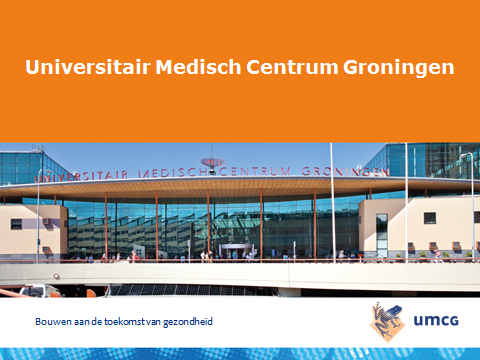 Universitair Medisch Centrum Groningen
UNIVERSITAIR MEDISCH CENTRUM GRONINGEN
Bouwen aan de toekomst van gezondheid
umcg